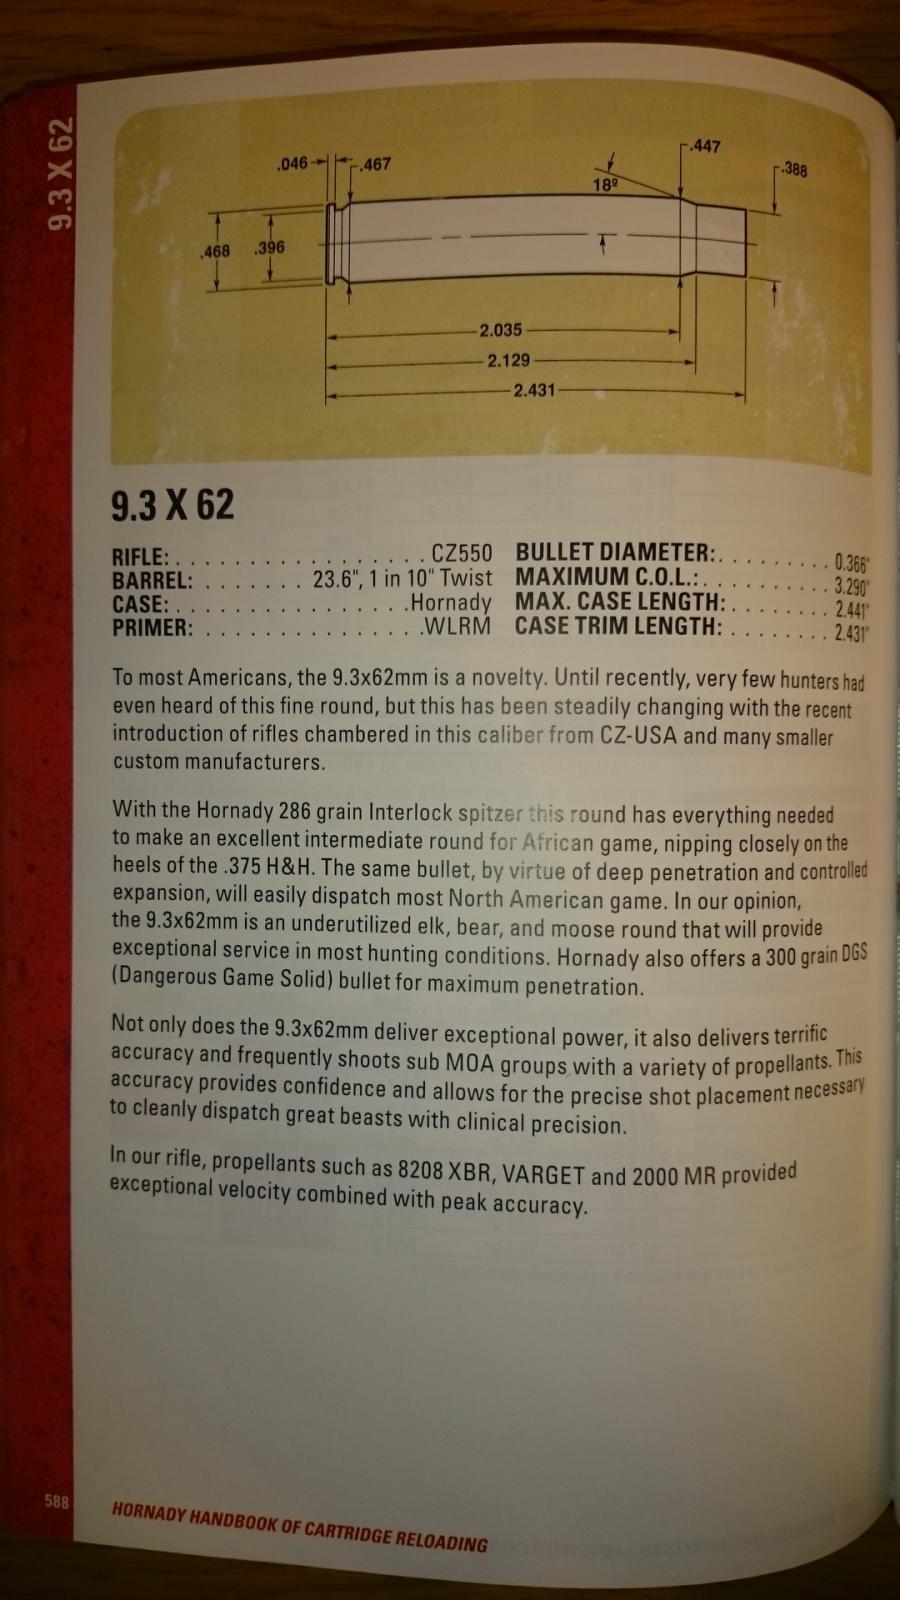 9.3 X 62
.046
.467
18º
.447
.388
.468
.396
2.035
2.129
2.431
9.3 X 62
RIFLE: . . . . . . . . . . . . . . . . . . CZ550
BARREL: . . . . . . . 23.6", 1 in 10" Twist
CASE: . . . . . . . . . . . . . . . . .Hornady
PRIMER: . . . . . . . . . . . . . . . .WLRM
BULLET DIAMETER:. . . . . . . . . 0.366"
MAXIMUM C.O.L.:. . . . . . . . . . 3.290"
MAX. CASE LENGTH: . . . . . . . . 2.441"
CASE TRIM LENGTH: . . . . . . . . 2.431"
To most Americans, the 9.3x62mm is a novelty. Until recently, very few hunters had
even heard of this fine round, but this has been steadily changing with the recent
introduction of rifles chambered in this caliber from CZ-USA and many smaller
custom manufacturers.
With the Hornady 286 grain Interlock spitzer this round has everything needed
to make an excellent intermediate round for African game, nipping closely on the
heels of the .375 H&H. The same bullet, by virtue of deep penetration and controlled
expansion, will easily dispatch most North American game. In our opinion,
the 9.3x62mm is an underutilized elk, bear, and moose round that will provide
exceptional service in most hunting conditions. Hornady also offers a 300 grain DGS
(Dangerous Game Solid) bullet for maximum penetration.
Not only does the 9.3x62mm deliver exceptional power, it also delivers terrific
accuracy and frequently shoots sub MOA groups with a variety of propellants. This
accuracy provides confidence and allows for the precise shot placement necessary
to cleanly dispatch great beasts with clinical precision.
In our rifle, propellants such as 8208 XBR, VARGET and 2000 MR provided
exceptional velocity combined with peak accuracy.
588
HORNADY HANDBOOK OF CARTRIDGE RELOADING